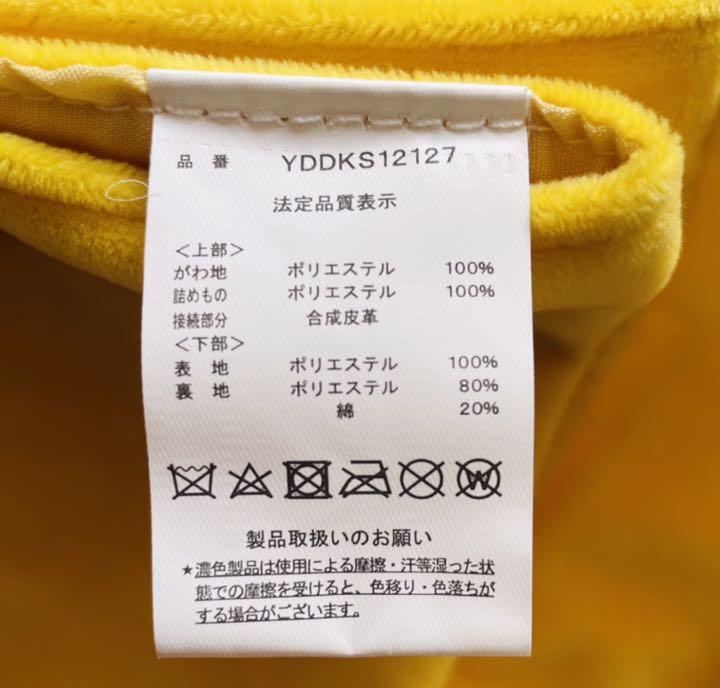 品 番 YDDKS12127
法定品質表示
＜上部＞
がわ地 ポリエステル 100%
詰めもの ポリエステル 100%
接続部分 合成皮革
＜下部＞
表 地 ポリエステル 100%
裏 地 ポリエステル 80%
綿 20%
W
製品取扱いのお願い
★濃色製品は使用による摩擦・汗等湿った状
態での摩擦を受けると、色移り・色落ちが
する場合がございます。